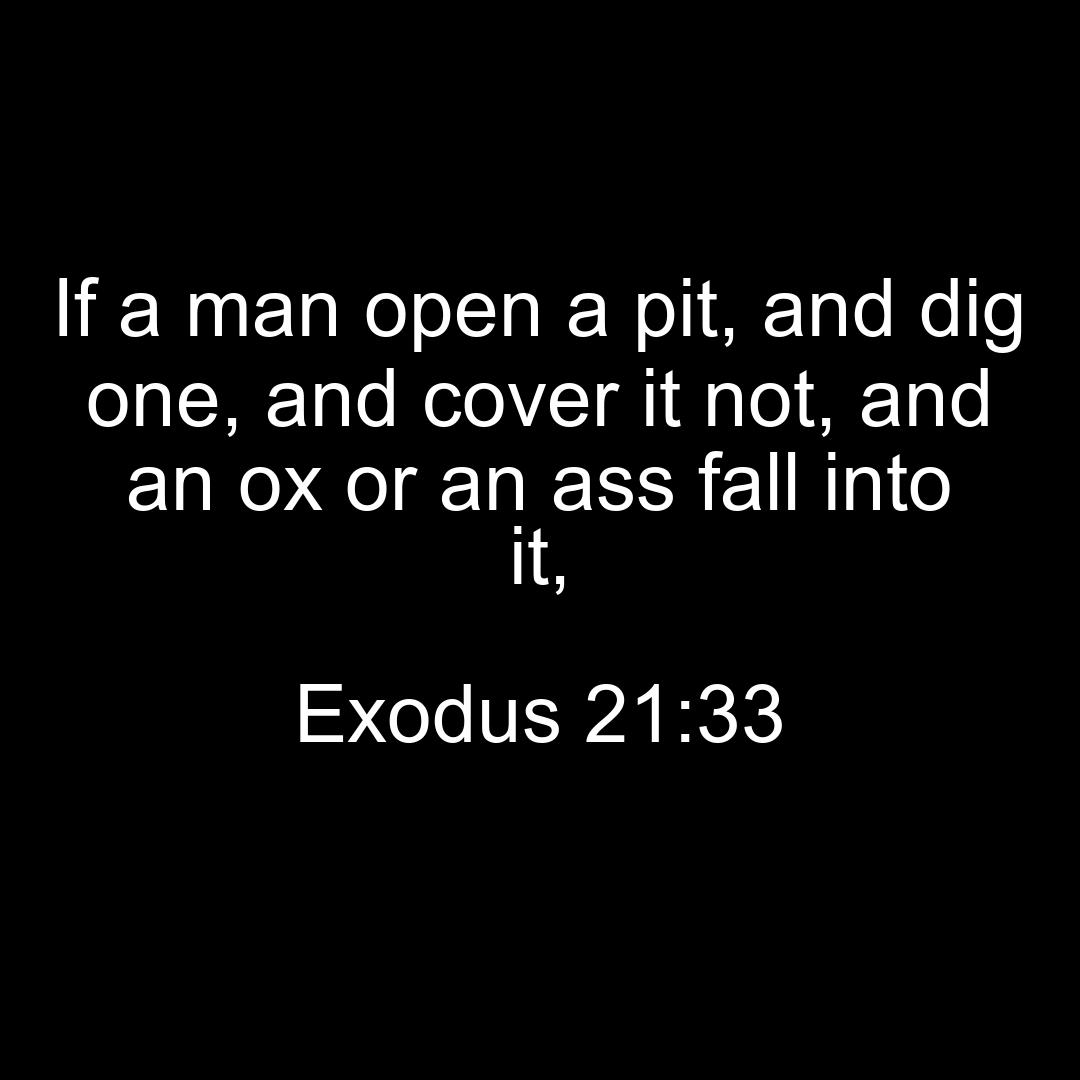 If a man open a pit, and dig
one, and cover it not, and
an ox or an ass fall into
it,
Exodus 21:33